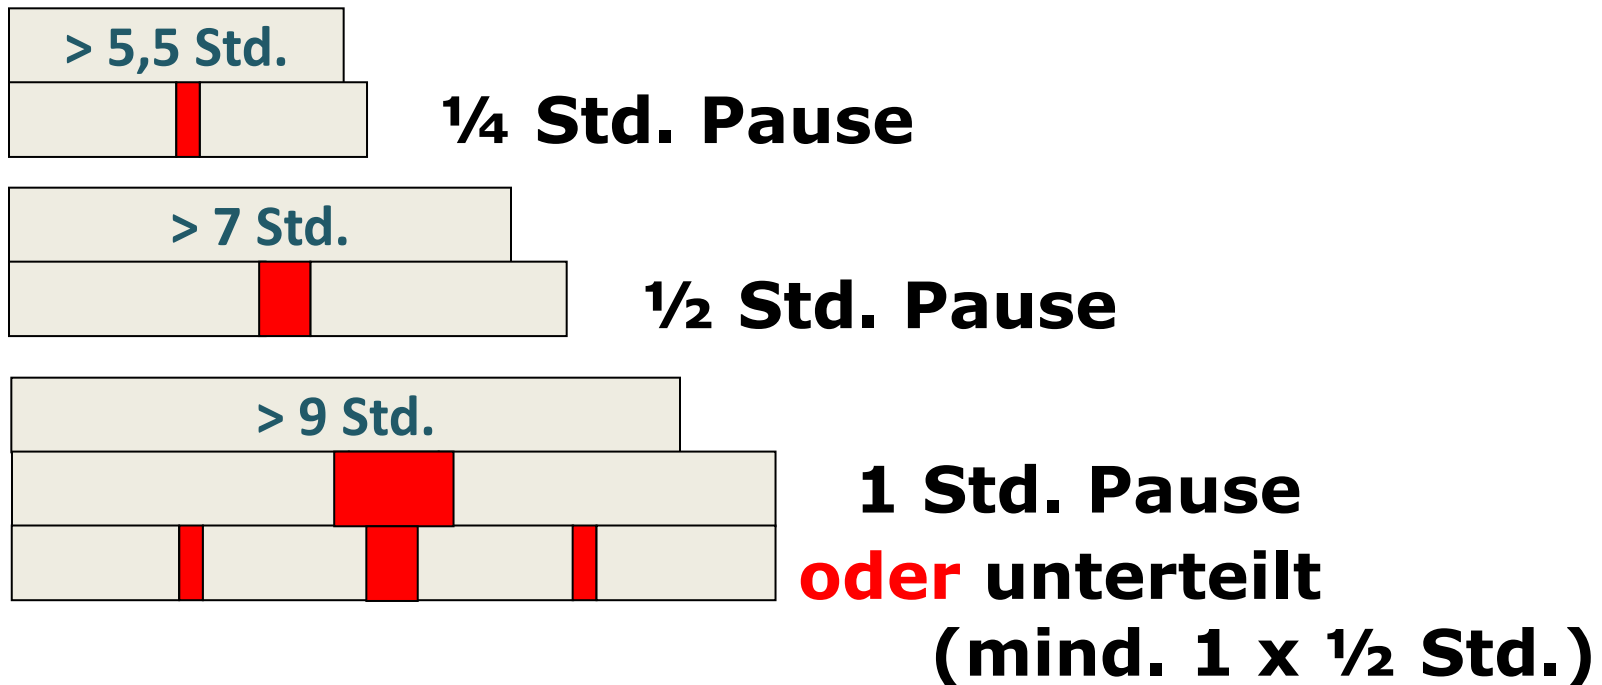 > 5,5 Std.
¼ Std. Pause
> 7 Std.
½ Std. Pause
> 9 Std.
1 Std. Pause
oder unterteilt
(mind. 1 x ½ Std.)